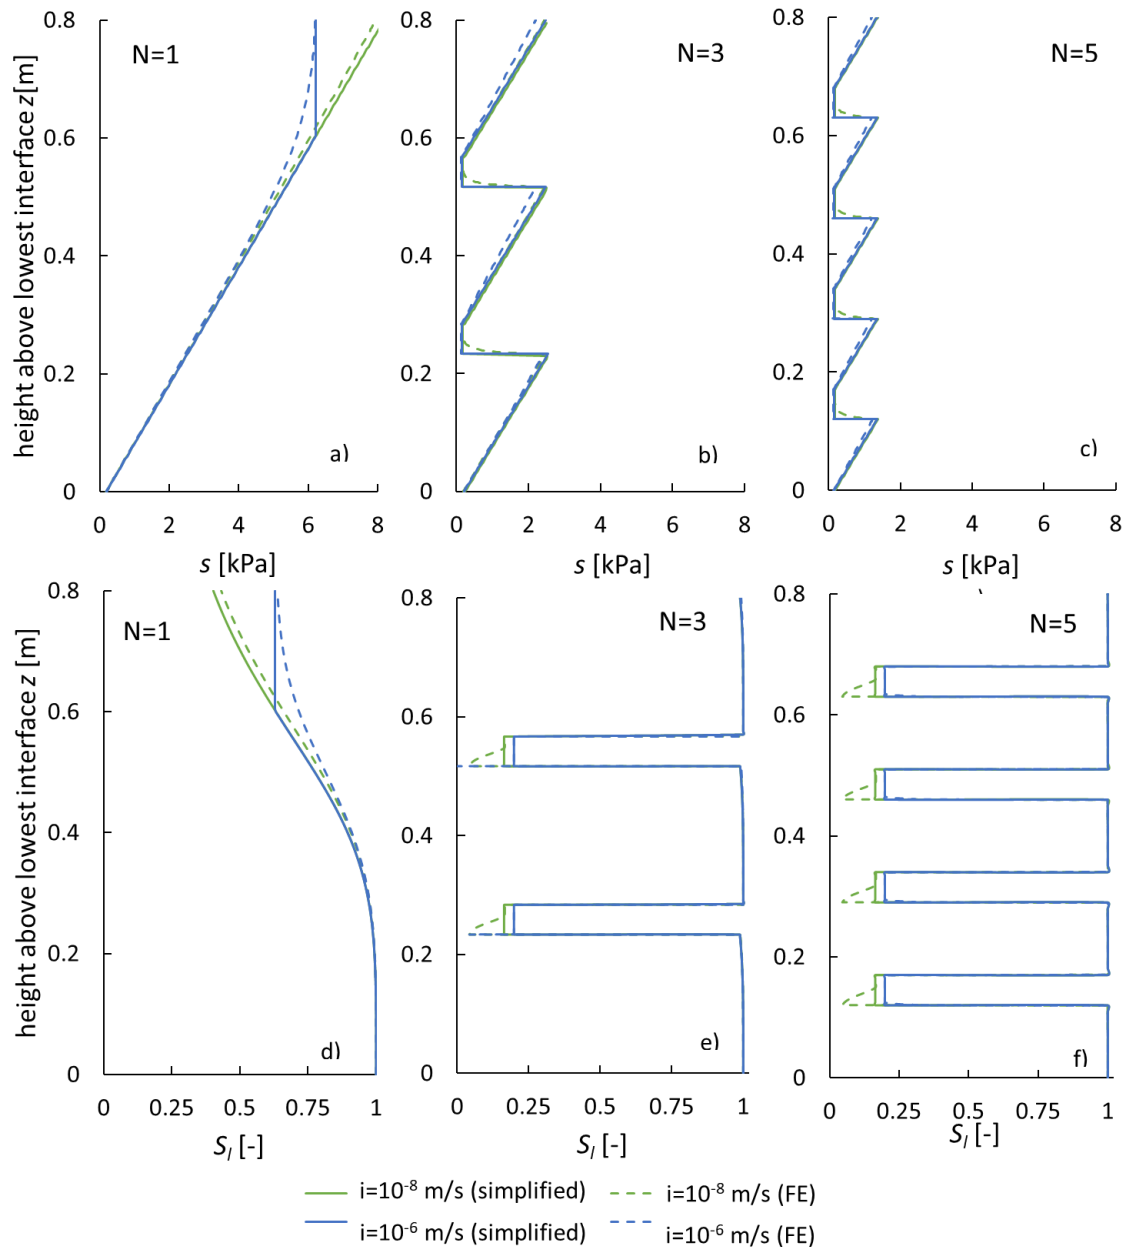 height above lowest interface z [m]
0.8
0.6
0.4
0.2
0
N=1
a)
0 2 4 6 8
s [kPa]
0.8
0.6
0.4
0.2
0
N=3
b)
0 2 4 6 8
s [kPa]
0.8
0.6
0.4
0.2
0
N=5
c)
0 2 4 6 8
s [kPa]
height above lowest interface z [m]
0.8
0.6
0.4
0.2
0
N=1
d)
0 0.25 0.5 0.75 1
Sl [-]
0.8
0.6
0.4
0.2
0
N=3
e)
0 0.25 0.5 0.75 1
Sl [-]
0.8
0.6
0.4
0.2
0
N=5
f)
0 0.25 0.5 0.75 1
Sl [-]
i=10-8 m/s (simplified) i=10-8 m/s (FE)
i=10-6 m/s (simplified) i=10-6 m/s (FE)